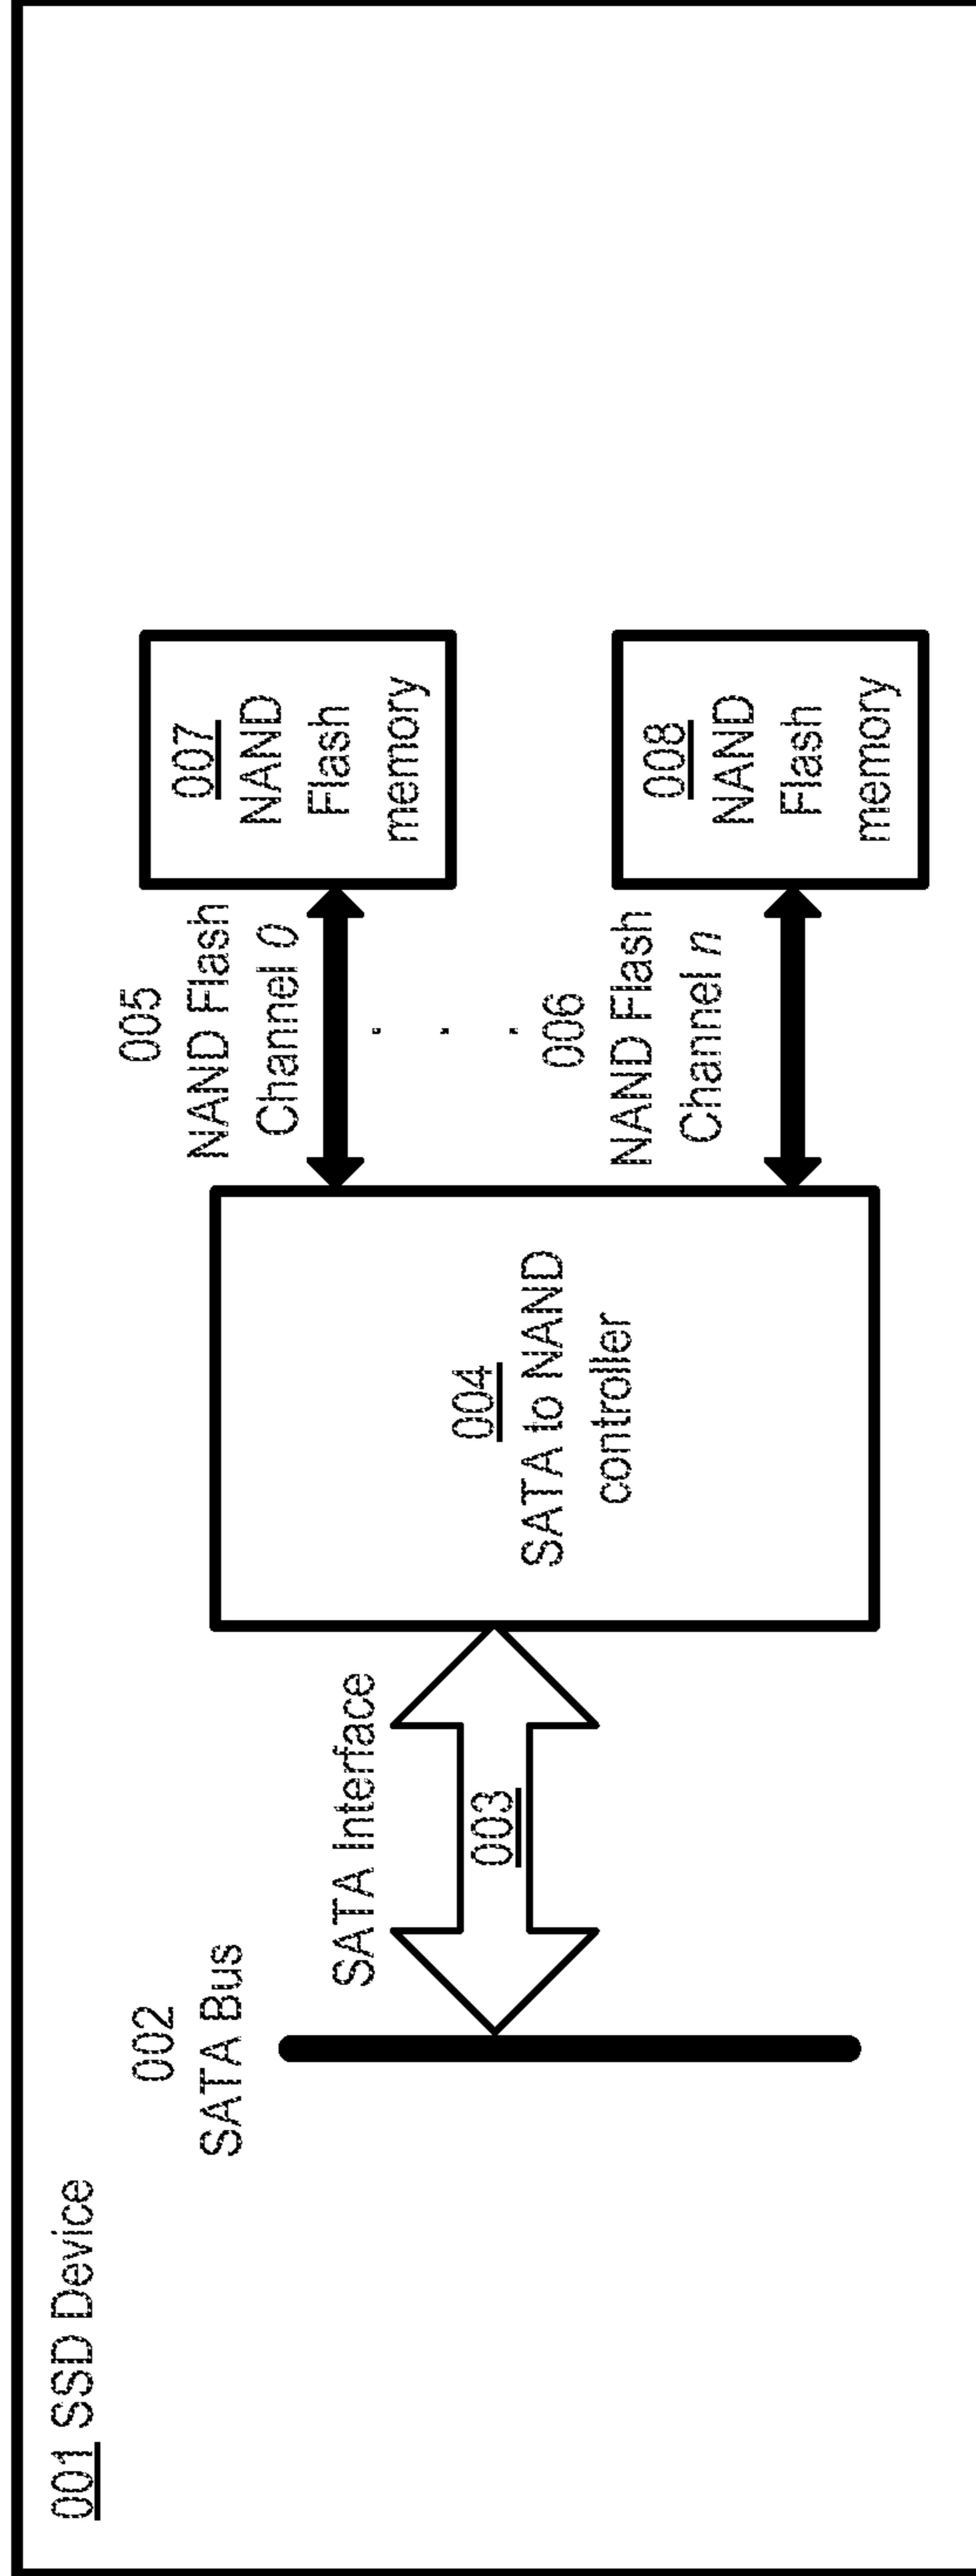 001 SSD Device
002
SATA Bus
SATA Interface
003
004
SATA to NAND
controller
005
NAND Flash
Channel 0
006
NAND Flash
Channel n
007
NAND
Flash
memory
008
NAND
Flash
memory